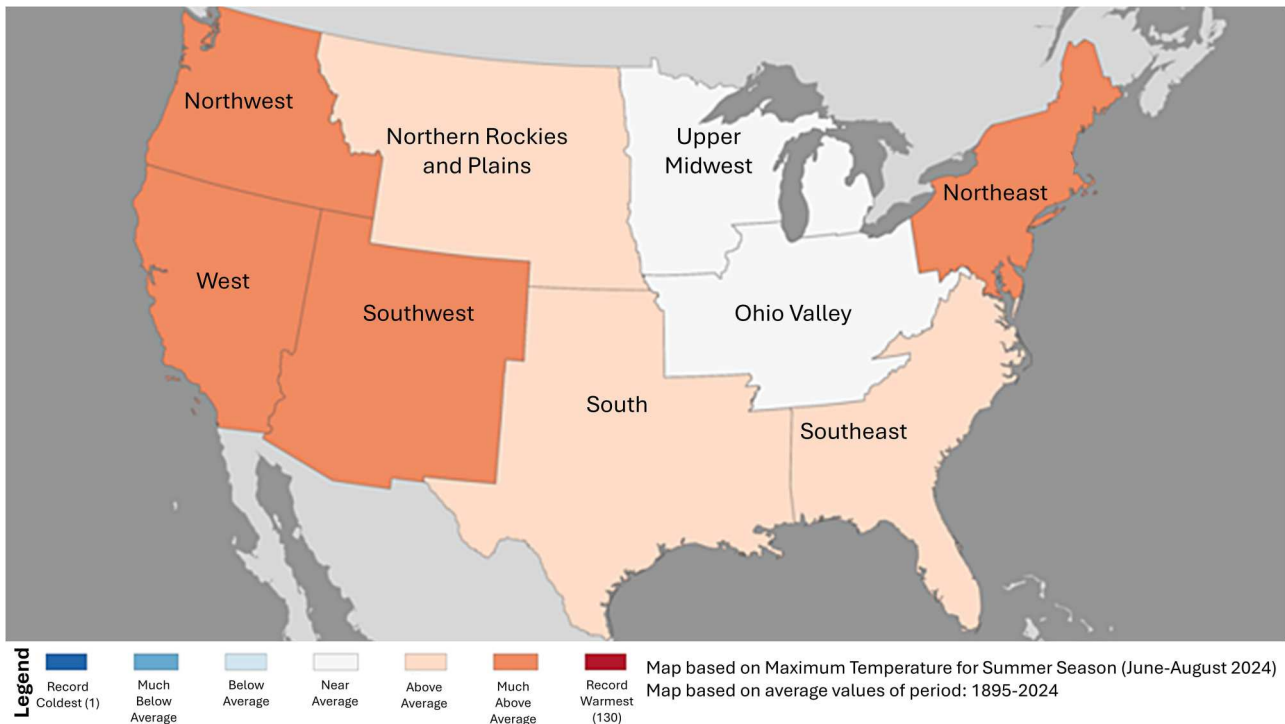 Northwest
Northern Rockies
and Plains
Upper
Midwest
Northeast
West
Southwest
Ohio Valley
South
Southeast
Legend
Record
Coldest (1)
Much
Below
Average
Below
Average
Near
Average
Above
Average
Much
Above
Average
Record
Warmest
(130)
Map based on Maximum Temperature for Summer Season (June-August 2024)
Map based on average values of period: 1895-2024